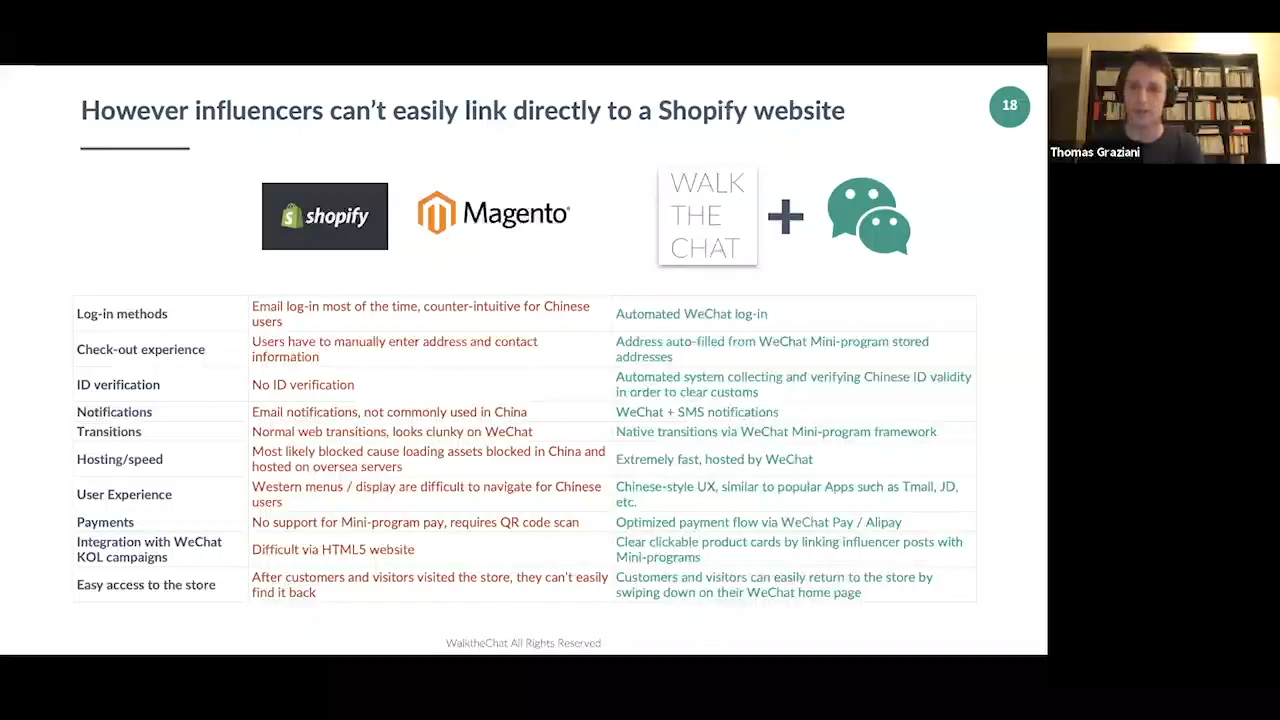 However influencers can't easily link directly to a Shopify website
18
Thomas Graziani
shopify
Magento
WALK
THE
CHAT
Log-in methods
Email log-in most of the time, counter-intuitive for Chinese
users
Automated WeChat log-in
Check-out experience
Users have to manually enter address and contact
information
Address auto-filled from WeChat Mini-program stored
addresses
ID verification
No ID verification
Automated system collecting and verifying Chinese ID validity
in order to clear customs
Notifications
Email notifications, not commonly used in China
WeChat + SMS notifications
Transitions
Normal web transitions, looks clunky on WeChat
Native transitions via WeChat Mini-program framework
Hosting/speed
Most likely blocked cause loading assets blocked in China and
hosted on oversea servers
Extremely fast, hosted by WeChat
User Experience
Western menus / display are difficult to navigate for Chinese
users
Chinese-style UX, similar to popular Apps such as Tmall, JD,
etc.
Payments
No support for Mini-program pay, requires QR code scan
Optimized payment flow via WeChat Pay / Alipay
Integration with WeChat
KOL campaigns
Difficult via HTML5 website
Clear clickable product cards by linking influencer posts with
Mini-programs
Easy access to the store
After customers and visitors visited the store, they can't easily
find it back
Customers and visitors can easily return to the store by
swiping down on their WeChat home page
WalktheChat All Rights Reserved